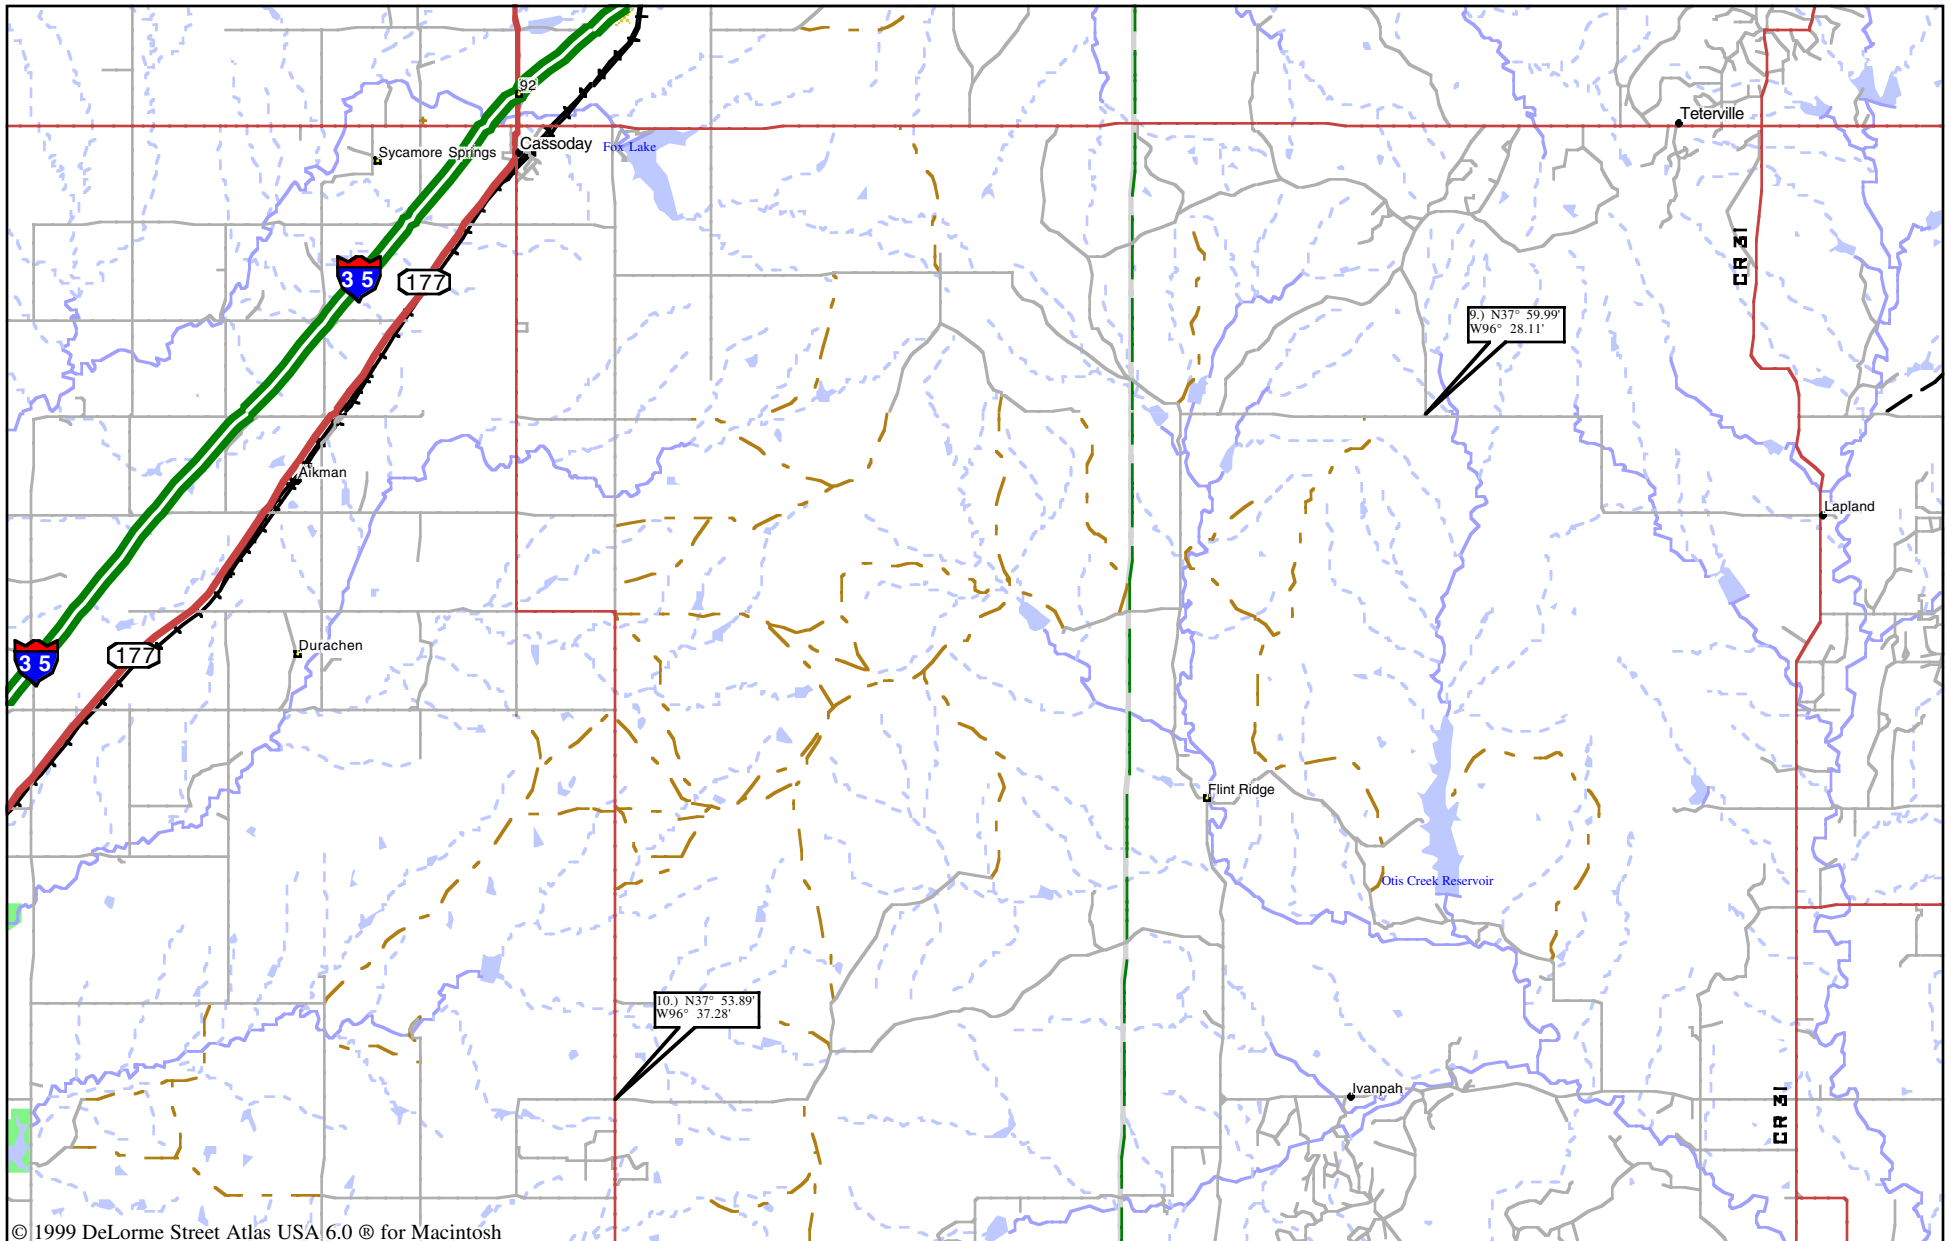 92
Teterville
Sycamore Springs
Cassoday
Fox Lake
CR 31
35
177
9.) N37° 59.99'
W96° 28.11'
Aikman
Lapland
Durachen
35
177
Flint Ridge
Otis Creek Reservoir
10.) N37° 53.89'
W96° 37.28'
Ivanpah
CR 31
© 1999 DeLorme Street Atlas USA 6.0 ® for Macintosh